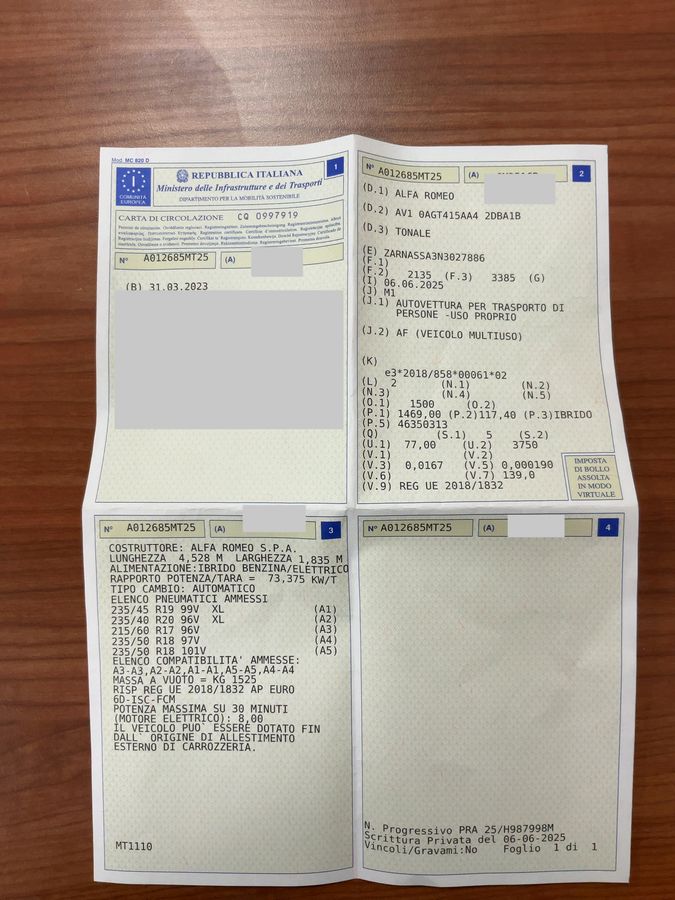 Mod. MC 820 D
1
COMUNITÀ
EUROPEA
REPUBBLICA ITALIANA
Ministero delle Infrastrutture e dei Trasporti
DIPARTIMENTO PER LA MOBILITÀ SOSTENIBILE
CARTA DI CIRCOLAZIONE CQ 0997919
N° A012685MT25 (A)
(B) 31.03.2023
N° A012685MT25 (A) 2
(D.1) ALFA ROMEO
(D.2) AV1 0AGT415AA4 2DBA1B
(D.3) TONALE
(E) ZARNASSA3N3027886
(F.1)
(F.2) 2135 (F.3) 3385 (G)
(I) 06.06.2025
(J) M1
(J.1) AUTOVETTURA PER TRASPORTO DI
PERSONE -USO PROPRIO
(J.2) AF (VEICOLO MULTIUSO)
(K)
e3*2018/858*00061*02
(L) 2 (N.1) (N.2)
(N.3) (N.4) (N.5)
(O.1) 1500 (O.2)
(P.1) 1469,00 (P.2)117,40 (P.3)IBRIDO
(P.5) 46350313
(Q) (S.1) 5 (S.2)
(U.1) 77,00 (U.2) 3750
(V.1) (V.2)
(V.3) 0,0167 (V.5) 0,000190
(V.6) (V.7) 139,0
(V.9) REG UE 2018/1832
IMPOSTA
DI BOLLO
ASSOLTA
IN MODO
VIRTUALE
N° A012685MT25 (A) 3
COSTRUTTORE: ALFA ROMEO S.P.A.
LUNGHEZZA 4,528 M LARGHEZZA 1,835 M
ALIMENTAZIONE:IBRIDO BENZINA/ELETTRICO
RAPPORTO POTENZA/TARA = 73,375 KW/T
TIPO CAMBIO: AUTOMATICO
ELENCO PNEUMATICI AMMESSI
235/45 R19 99V XL (A1)
235/40 R20 96V XL (A2)
215/60 R17 96V (A3)
235/50 R18 97V (A4)
235/50 R18 101V (A5)
ELENCO COMPATIBILITA' AMMESSE:
A3-A3,A2-A2,A1-A1,A5-A5,A4-A4
MASSA A VUOTO = KG 1525
RISP REG UE 2018/1832 AP EURO
6D-ISC-FCM
POTENZA MASSIMA SU 30 MINUTI
(MOTORE ELETTRICO): 8,00
IL VEICOLO PUO` ESSERE DOTATO FIN
DALL` ORIGINE DI ALLESTIMENTO
ESTERNO DI CARROZZERIA.
MT1110
N° A012685MT25 (A) 4
N. Progressivo PRA 25/H987998M
Scrittura Privata del 06-06-2025
Vincoli/Gravami:No Foglio 1 di 1